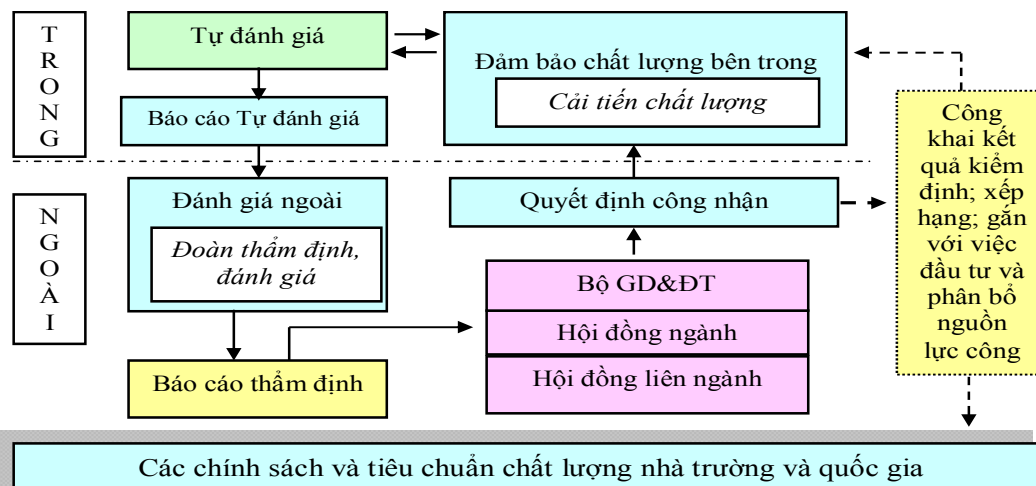 T
R
O
N
G
Tự đánh giá
Báo cáo Tự đánh giá
Đảm bảo chất lượng bên trong
Cải tiến chất lượng
N
G
O
À
I
Đánh giá ngoài
Đoàn thẩm định,
đánh giá
Báo cáo thẩm định
Quyết định công nhận
Bộ GD&ĐT
Hội đồng ngành
Hội đồng liên ngành
Công
khai kết
quả kiểm
định; xếp
hạng; gắn
với việc
đầu tư và
phân bổ
nguồn
lực công
Các chính sách và tiêu chuẩn chất lượng nhà trường và quốc gia